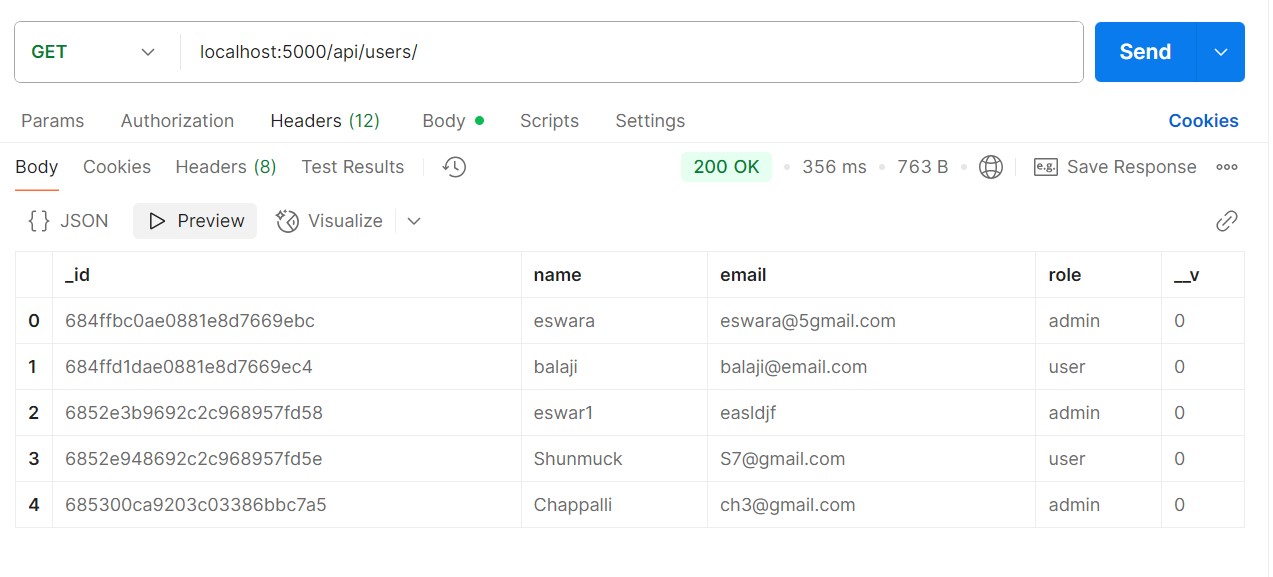 GET localhost:5000/api/users/ Send
Params Authorization Headers (12) Body Scripts Settings Cookies
Body Cookies Headers (8) Test Results 200 OK 356 ms 763 B e.g. Save Response
{} JSON Preview Visualize
_id name email role __v
0 684ffbc0ae0881e8d7669ebc eswara eswara@5gmail.com admin 0
1 684ffd1dae0881e8d7669ec4 balaji balaji@email.com user 0
2 6852e3b9692c2c968957fd58 eswar1 easldjf admin 0
3 6852e948692c2c968957fd5e Shunmuck S7@gmail.com user 0
4 685300ca9203c03386bbc7a5 Chappalli ch3@gmail.com admin 0